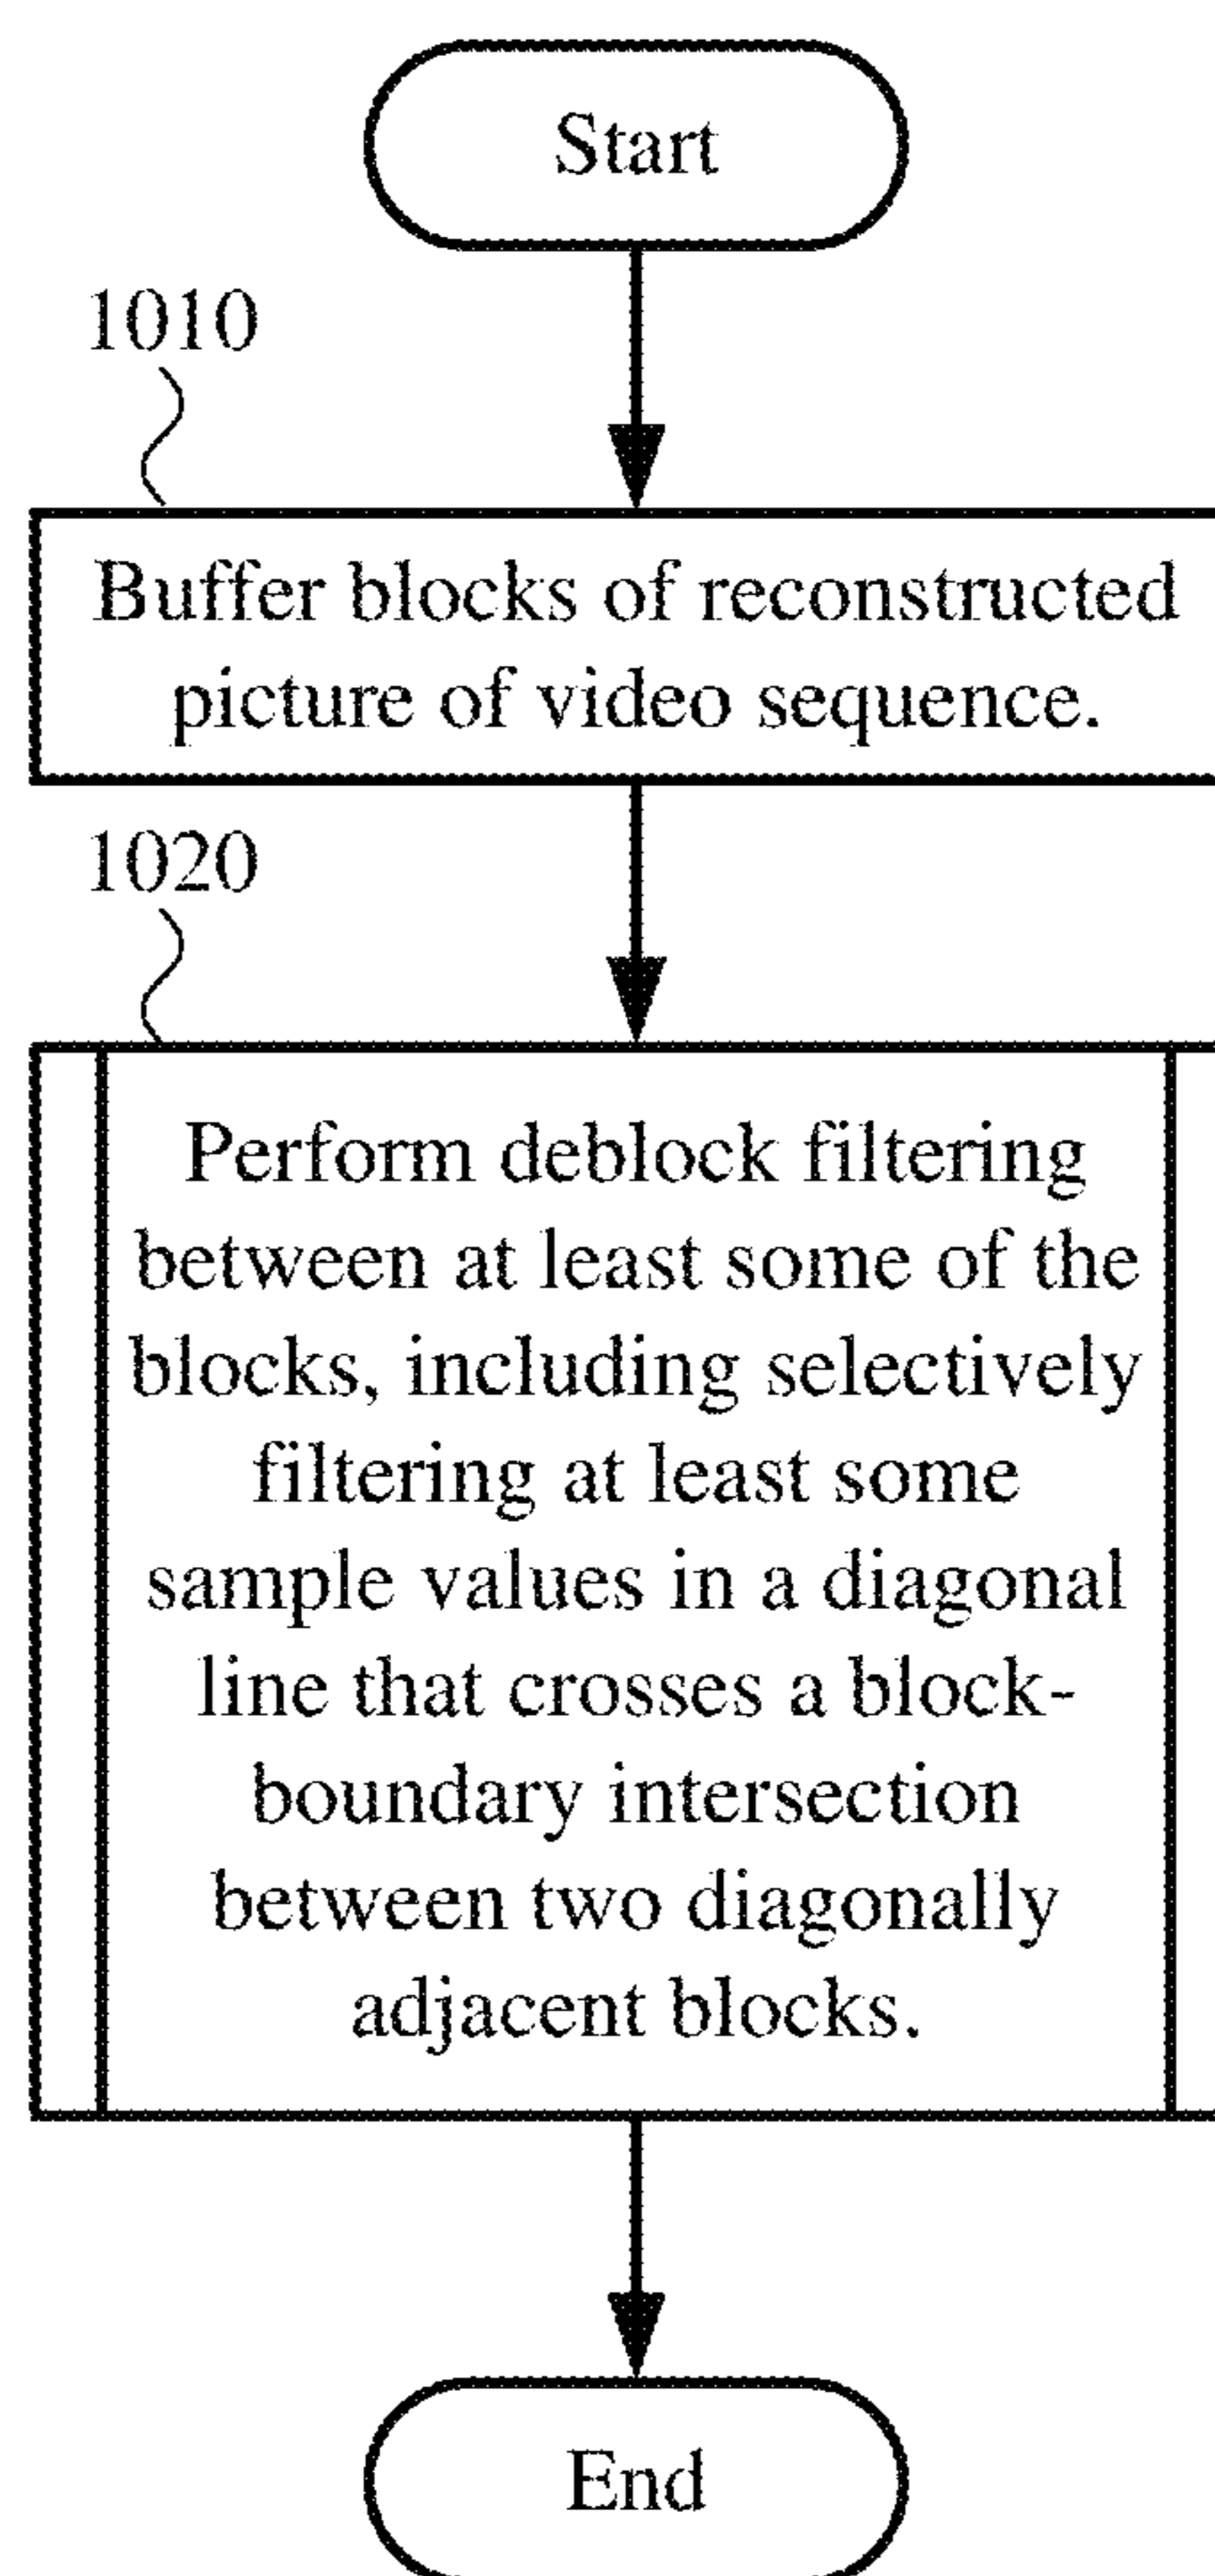 Start
1010
Buffer blocks of reconstructed
picture of video sequence.
1020
Perform deblock filtering
between at least some of the
blocks, including selectively
filtering at least some
sample values in a diagonal
line that crosses a block-
boundary intersection
between two diagonally
adjacent blocks.
End